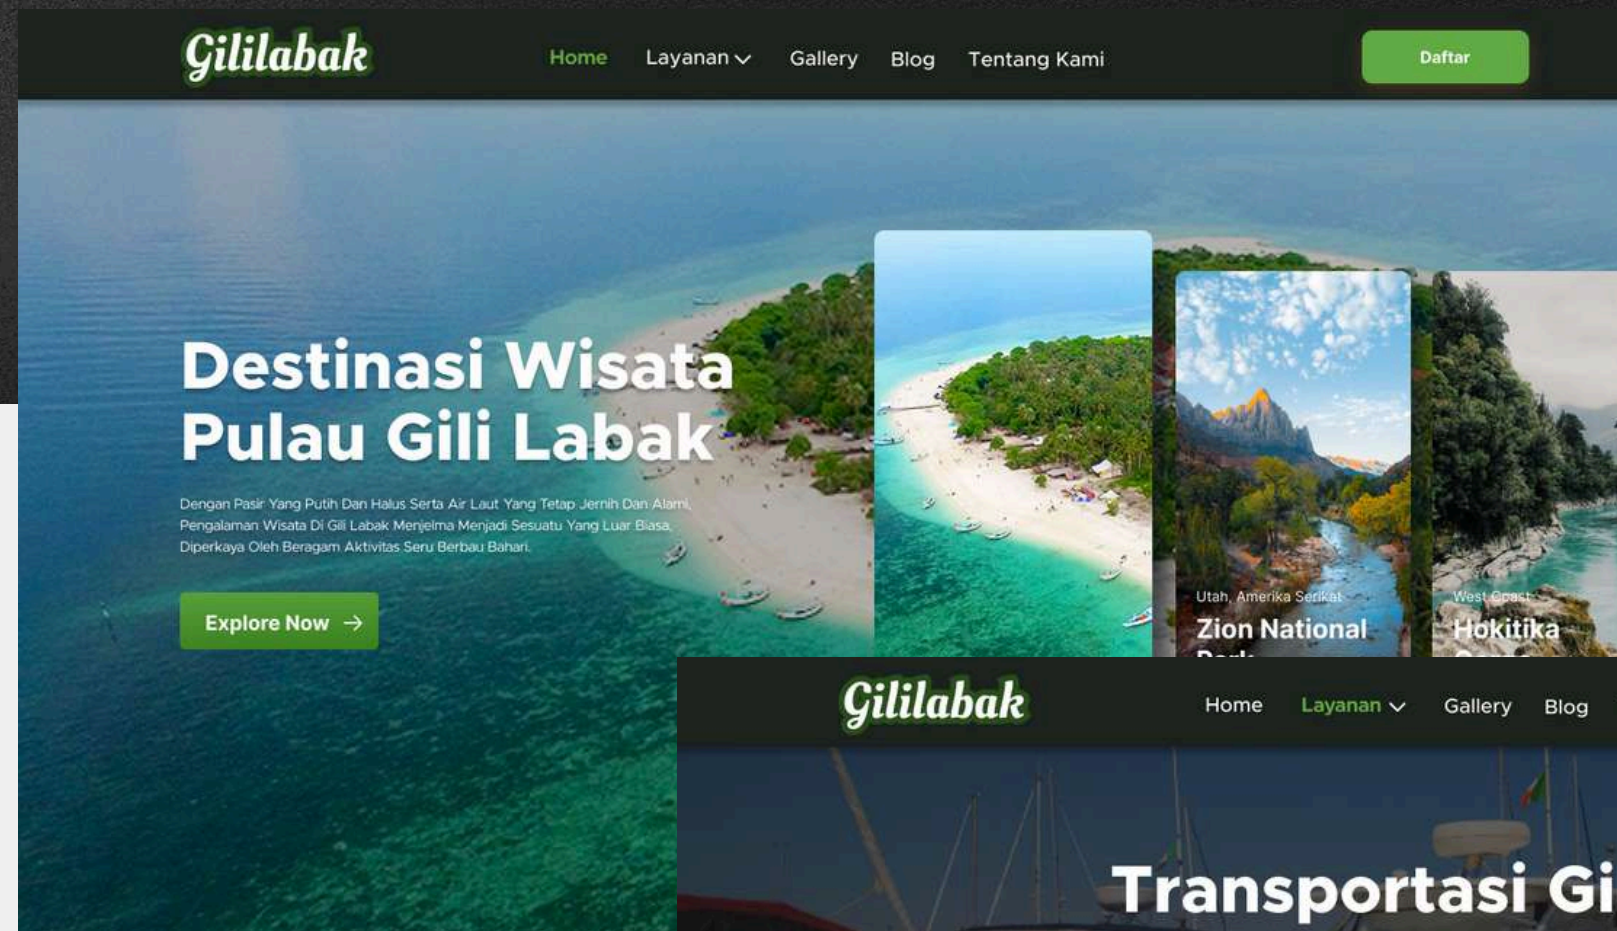 Gililabak
Home Layanan Gallery Blog Tentang Kami
Daftar
Destinasi Wisata
Pulau Gili Labak
Dengan Pasir Yang Putih Dan Halus Serta Air Laut Yang Tetap Jernih Dan Alami,
Pengalaman Wisata Di Gili Labak Menjelma Menjadi Sesuatu Yang Luar Biasa,
Diperkaya Oleh Beragam Aktivitas Seru Berbau Bahari.
Explore Now →
Utah, Amerika Serikat
Zion National
West Coast
Hokitika
Gililabak
Home Layanan Gallery Blog
Transportasi Gi